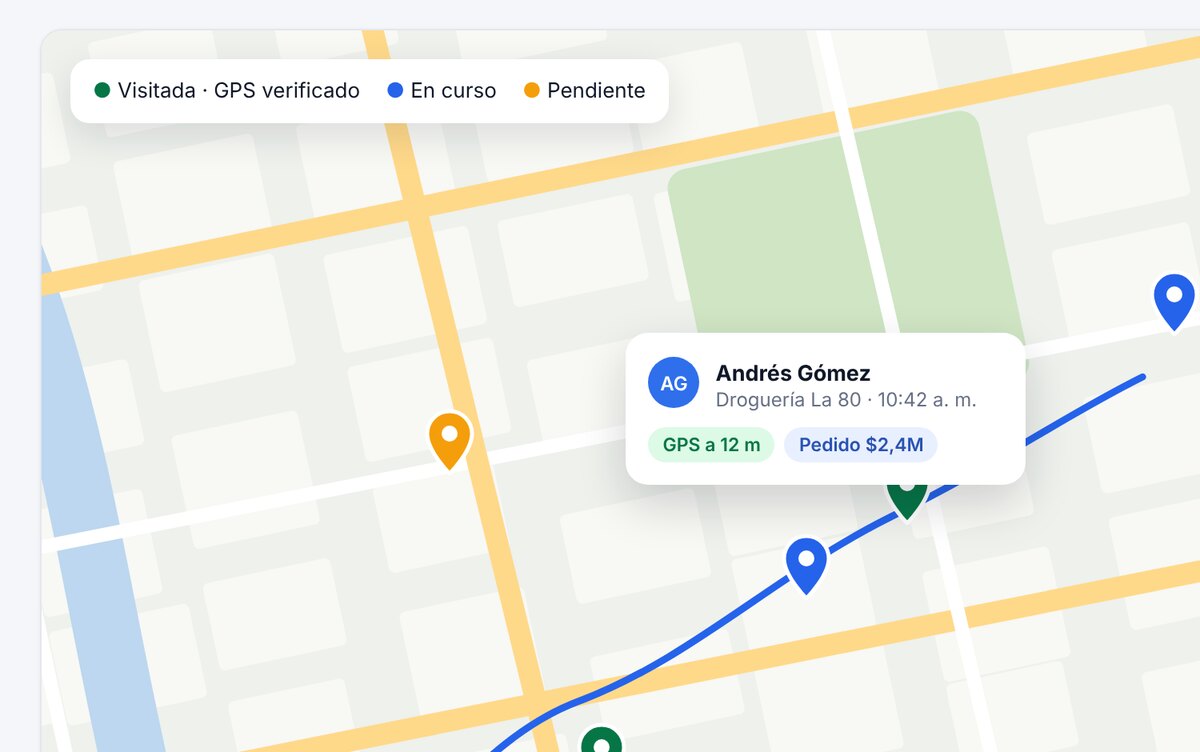 Visitada · GPS verificado En curso Pendiente
AG
Andrés Gómez
Droguería La 80 · 10:42 a. m.
GPS a 12 m Pedido $2,4M